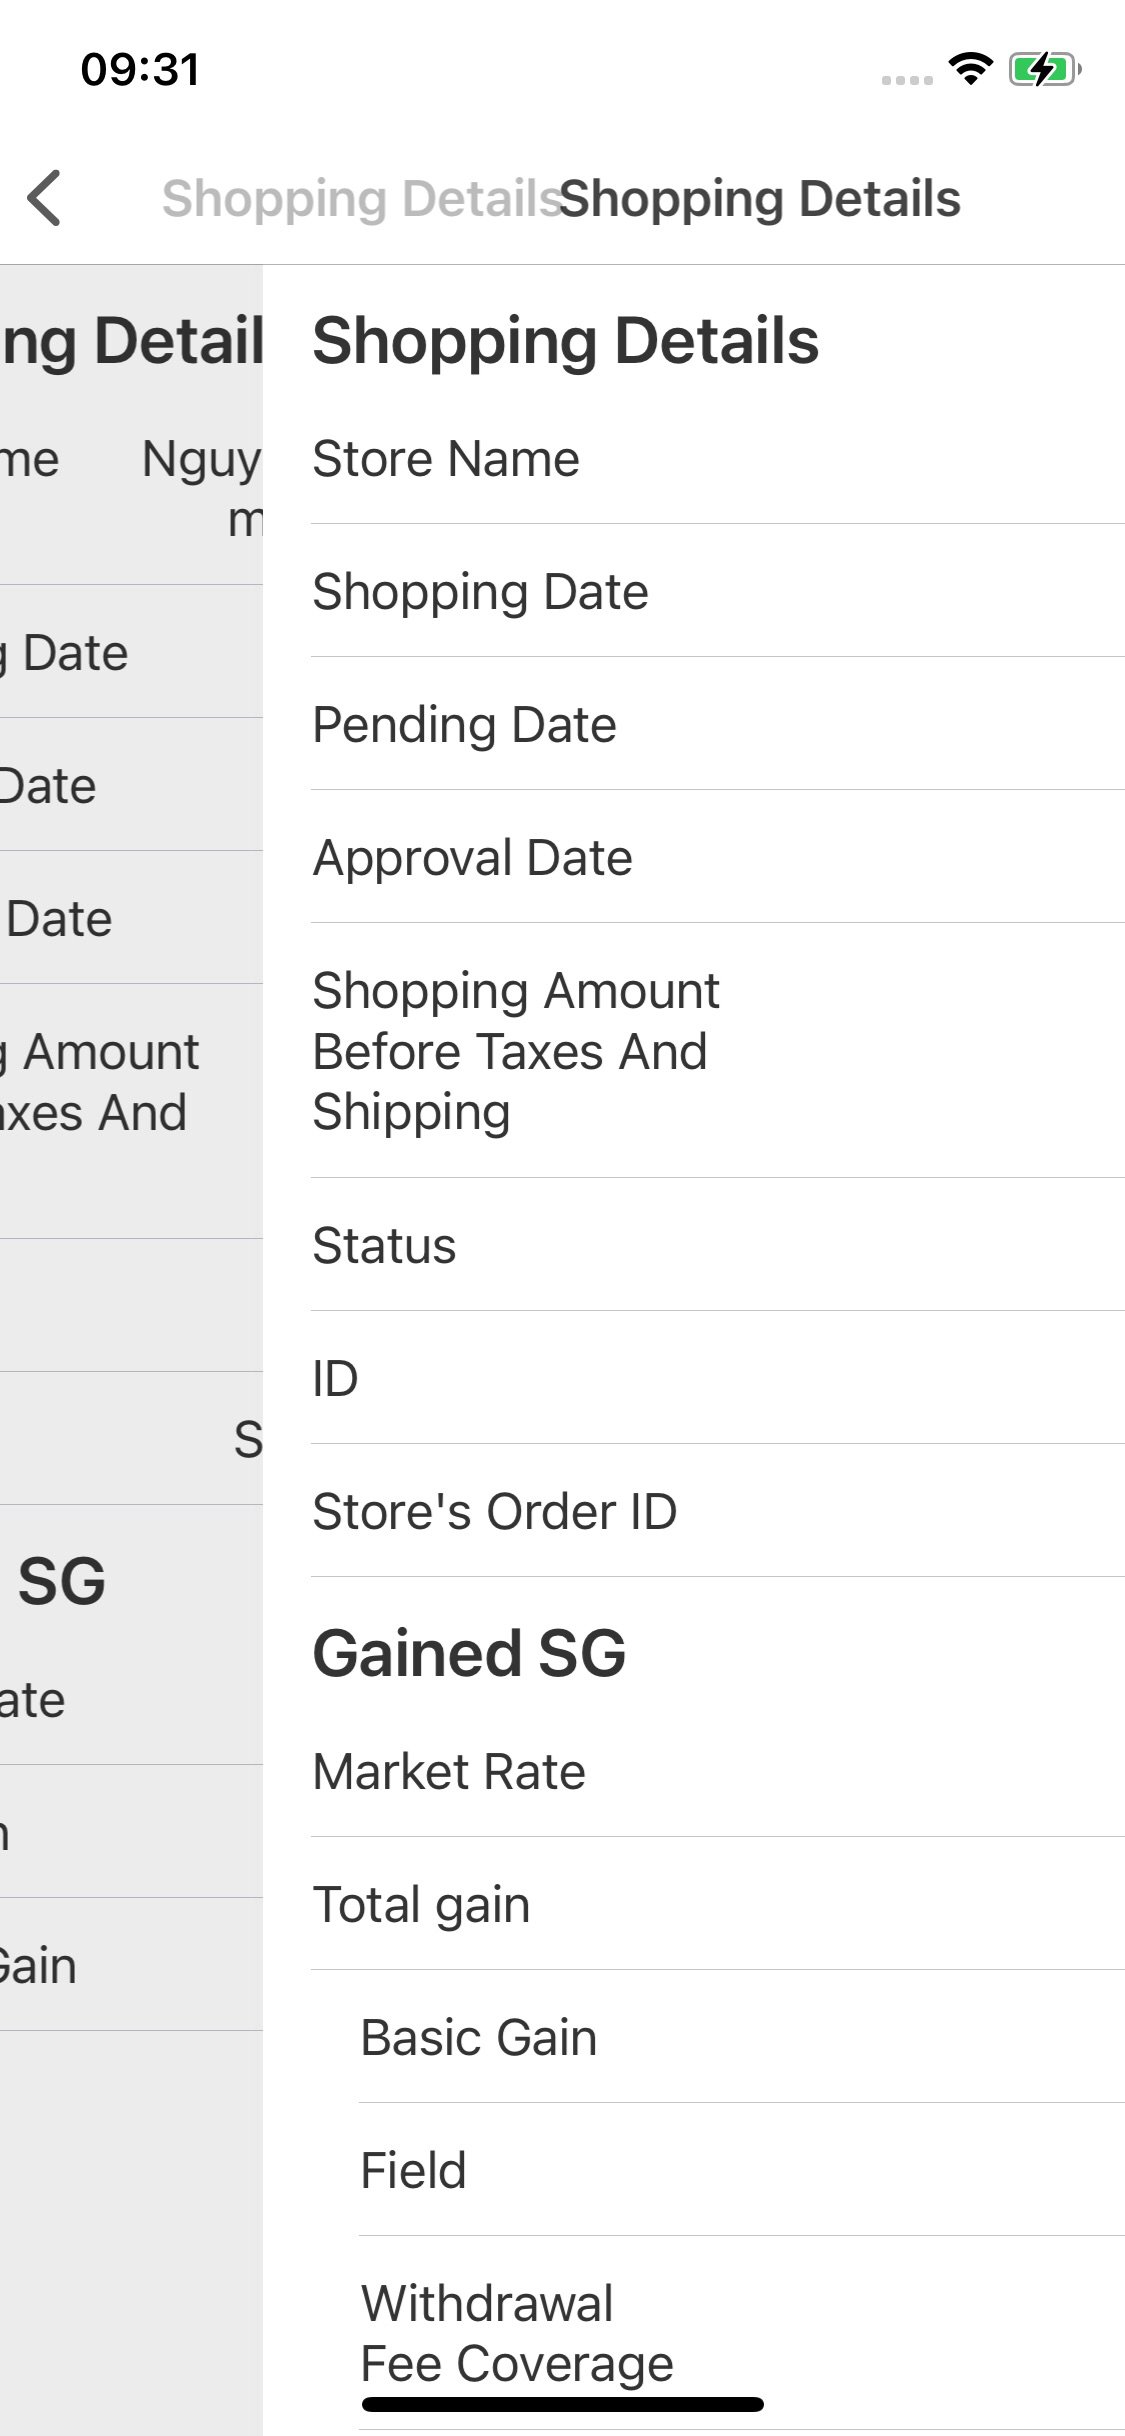 09:31
Shopping Details
Shopping Details
ng Detail
me Nguy
m
g Date
Date
Date
g Amount
axes And
S
SG
ate
n
Gain
Shopping Details
Store Name
Shopping Date
Pending Date
Approval Date
Shopping Amount
Before Taxes And
Shipping
Status
ID
Store's Order ID
Gained SG
Market Rate
Total gain
Basic Gain
Field
Withdrawal
Fee Coverage